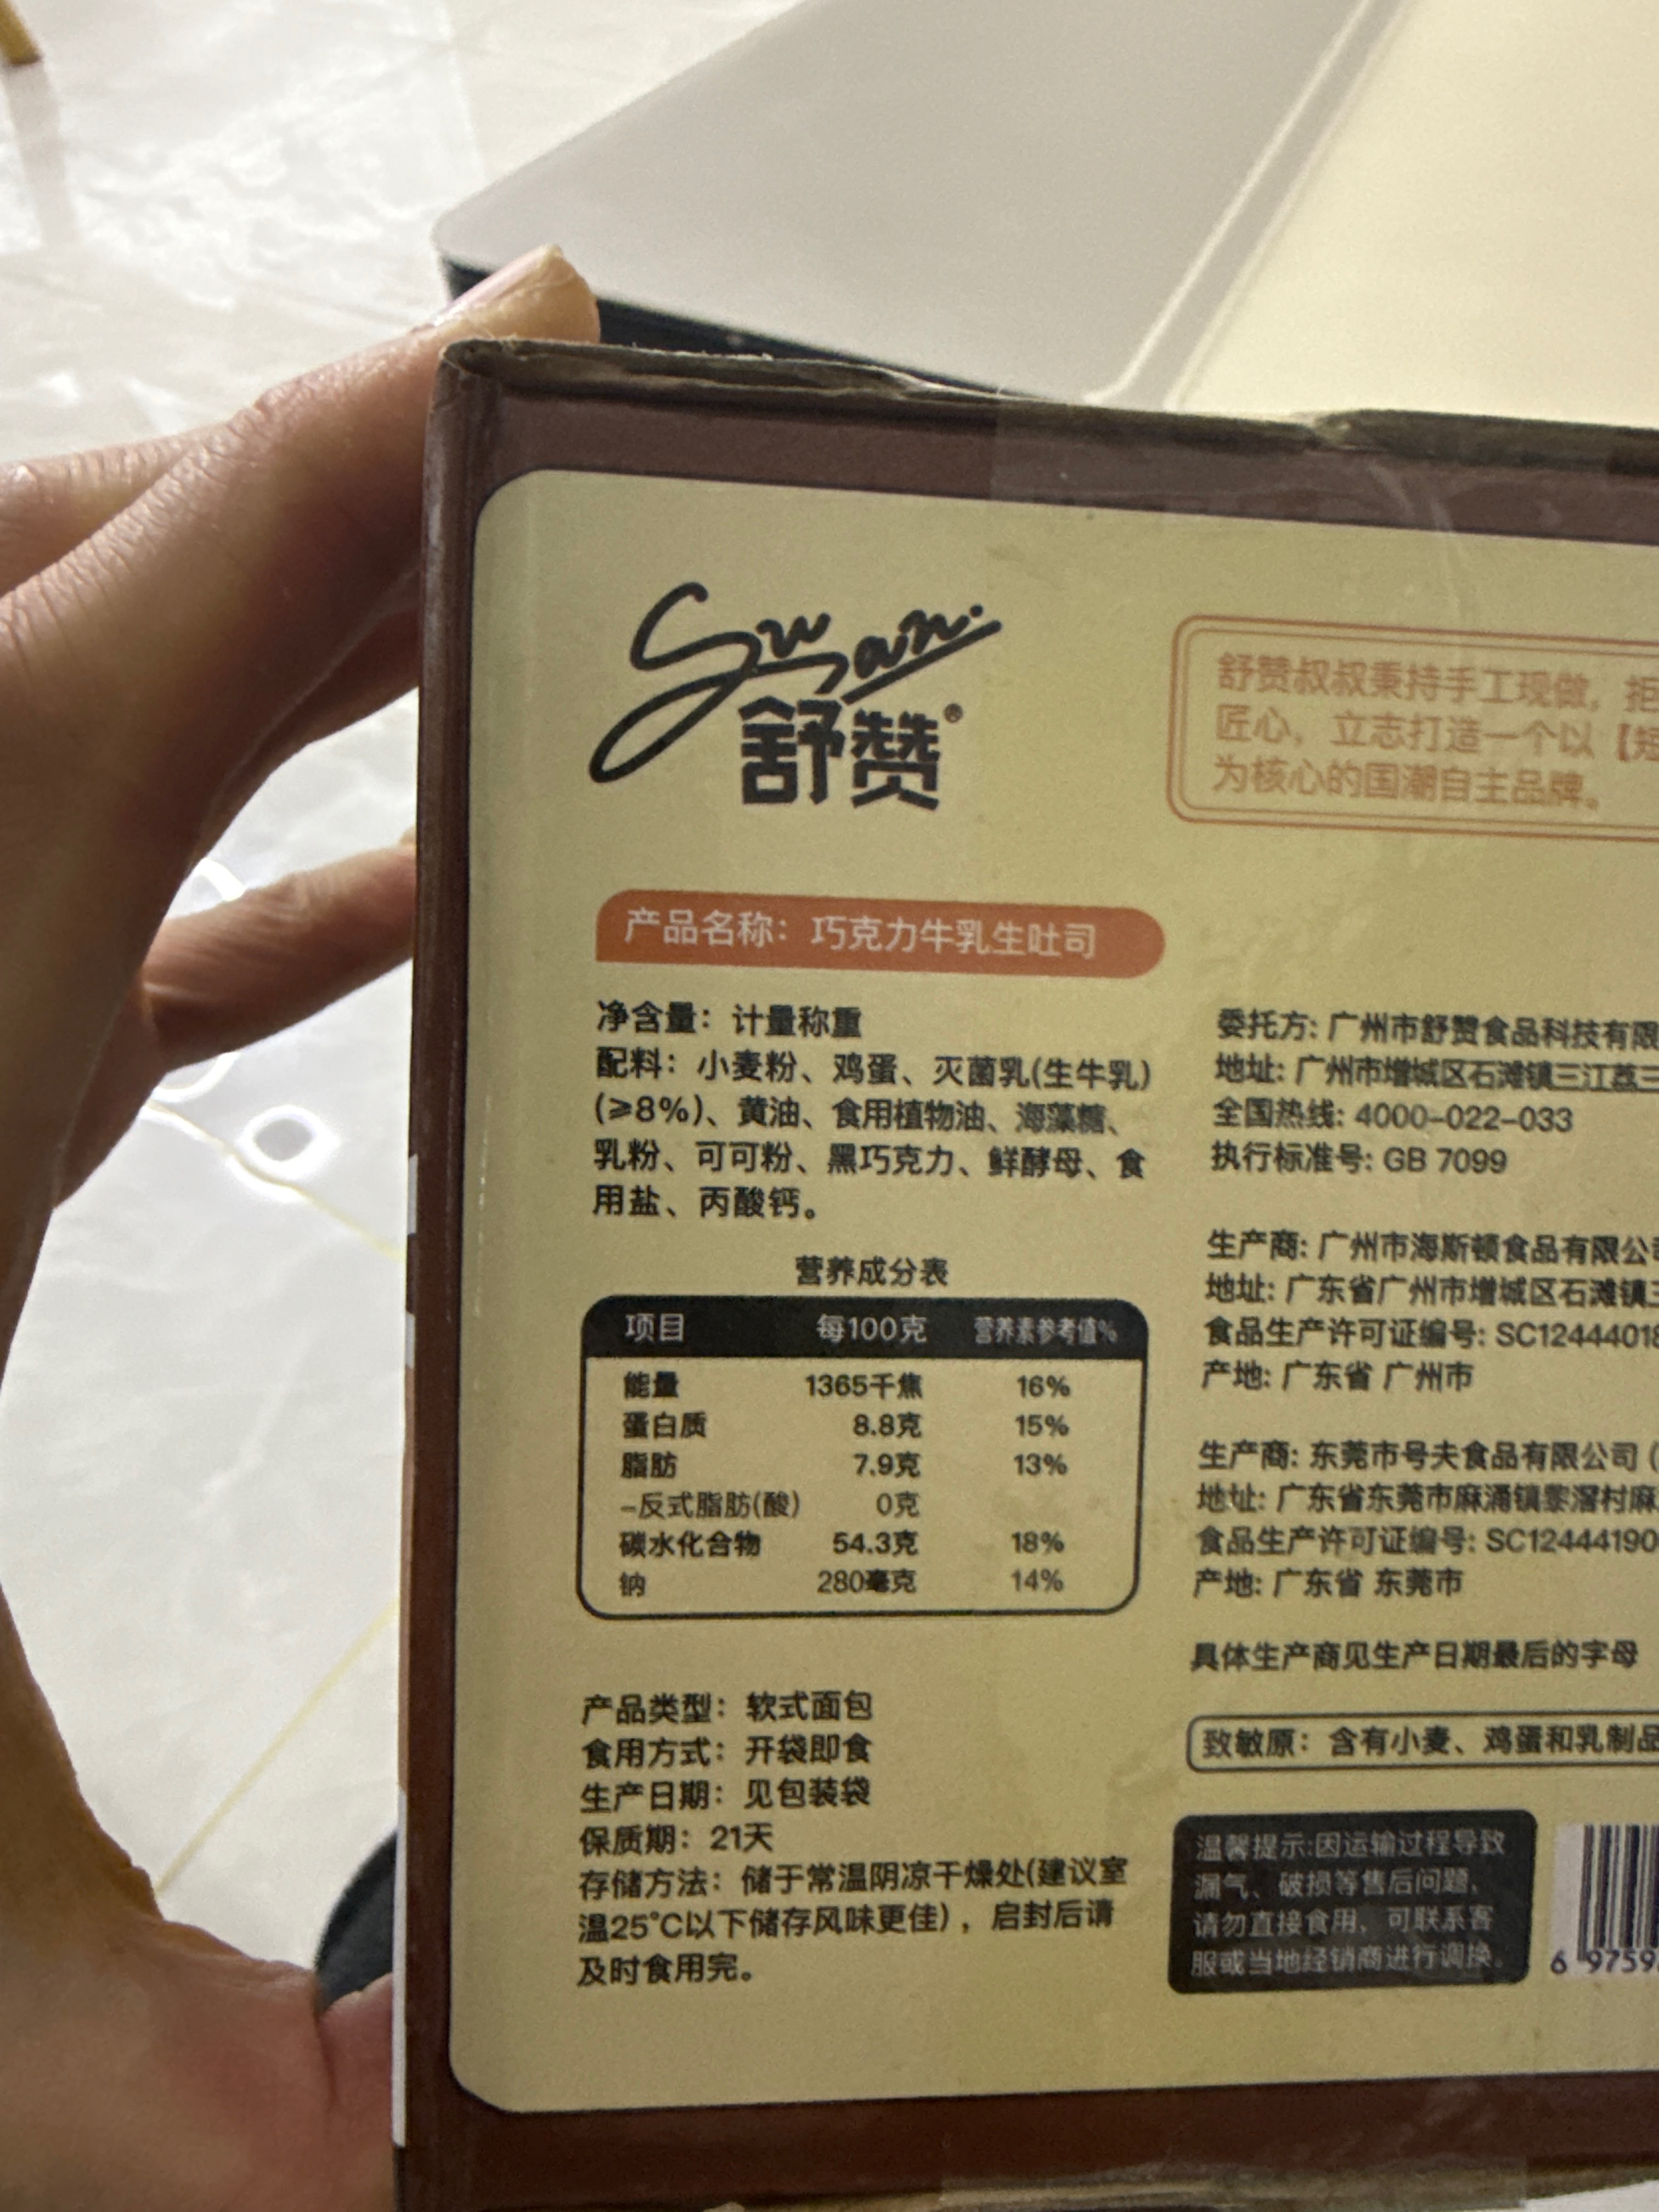 Suzan.
舒赞®
舒赞叔叔秉持手工现做，拒
匠心，立志打造一个以【短
为核心的国潮自主品牌。
产品名称：巧克力牛乳生吐司
净含量：计量称重
配料：小麦粉、鸡蛋、灭菌乳(生牛乳)
(≥8%)、黄油、食用植物油、海藻糖、
乳粉、可可粉、黑巧克力、鲜酵母、食
用盐、丙酸钙。
营养成分表
项目 每100克 营养素参考值%
能量 1365千焦 16%
蛋白质 8.8克 15%
脂肪 7.9克 13%
-反式脂肪(酸) 0克
碳水化合物 54.3克 18%
钠 280毫克 14%
产品类型：软式面包
食用方式：开袋即食
生产日期：见包装袋
保质期：21天
存储方法：储于常温阴凉干燥处(建议室
温25°C以下储存风味更佳)，启封后请
及时食用完。
委托方: 广州市舒赞食品科技有限
地址: 广州市增城区石滩镇三江荔三
全国热线: 4000-022-033
执行标准号: GB 7099
生产商: 广州市海斯顿食品有限公司
地址: 广东省广州市增城区石滩镇三
食品生产许可证编号: SC12444018
产地: 广东省 广州市
生产商: 东莞市号夫食品有限公司 (
地址: 广东省东莞市麻涌镇黎滘村麻
食品生产许可证编号: SC12444190
产地: 广东省 东莞市
具体生产商见生产日期最后的字母
致敏原：含有小麦、鸡蛋和乳制品
温馨提示:因运输过程导致
漏气、破损等售后问题，
请勿直接食用，可联系客
服或当地经销商进行调换。
6 9759